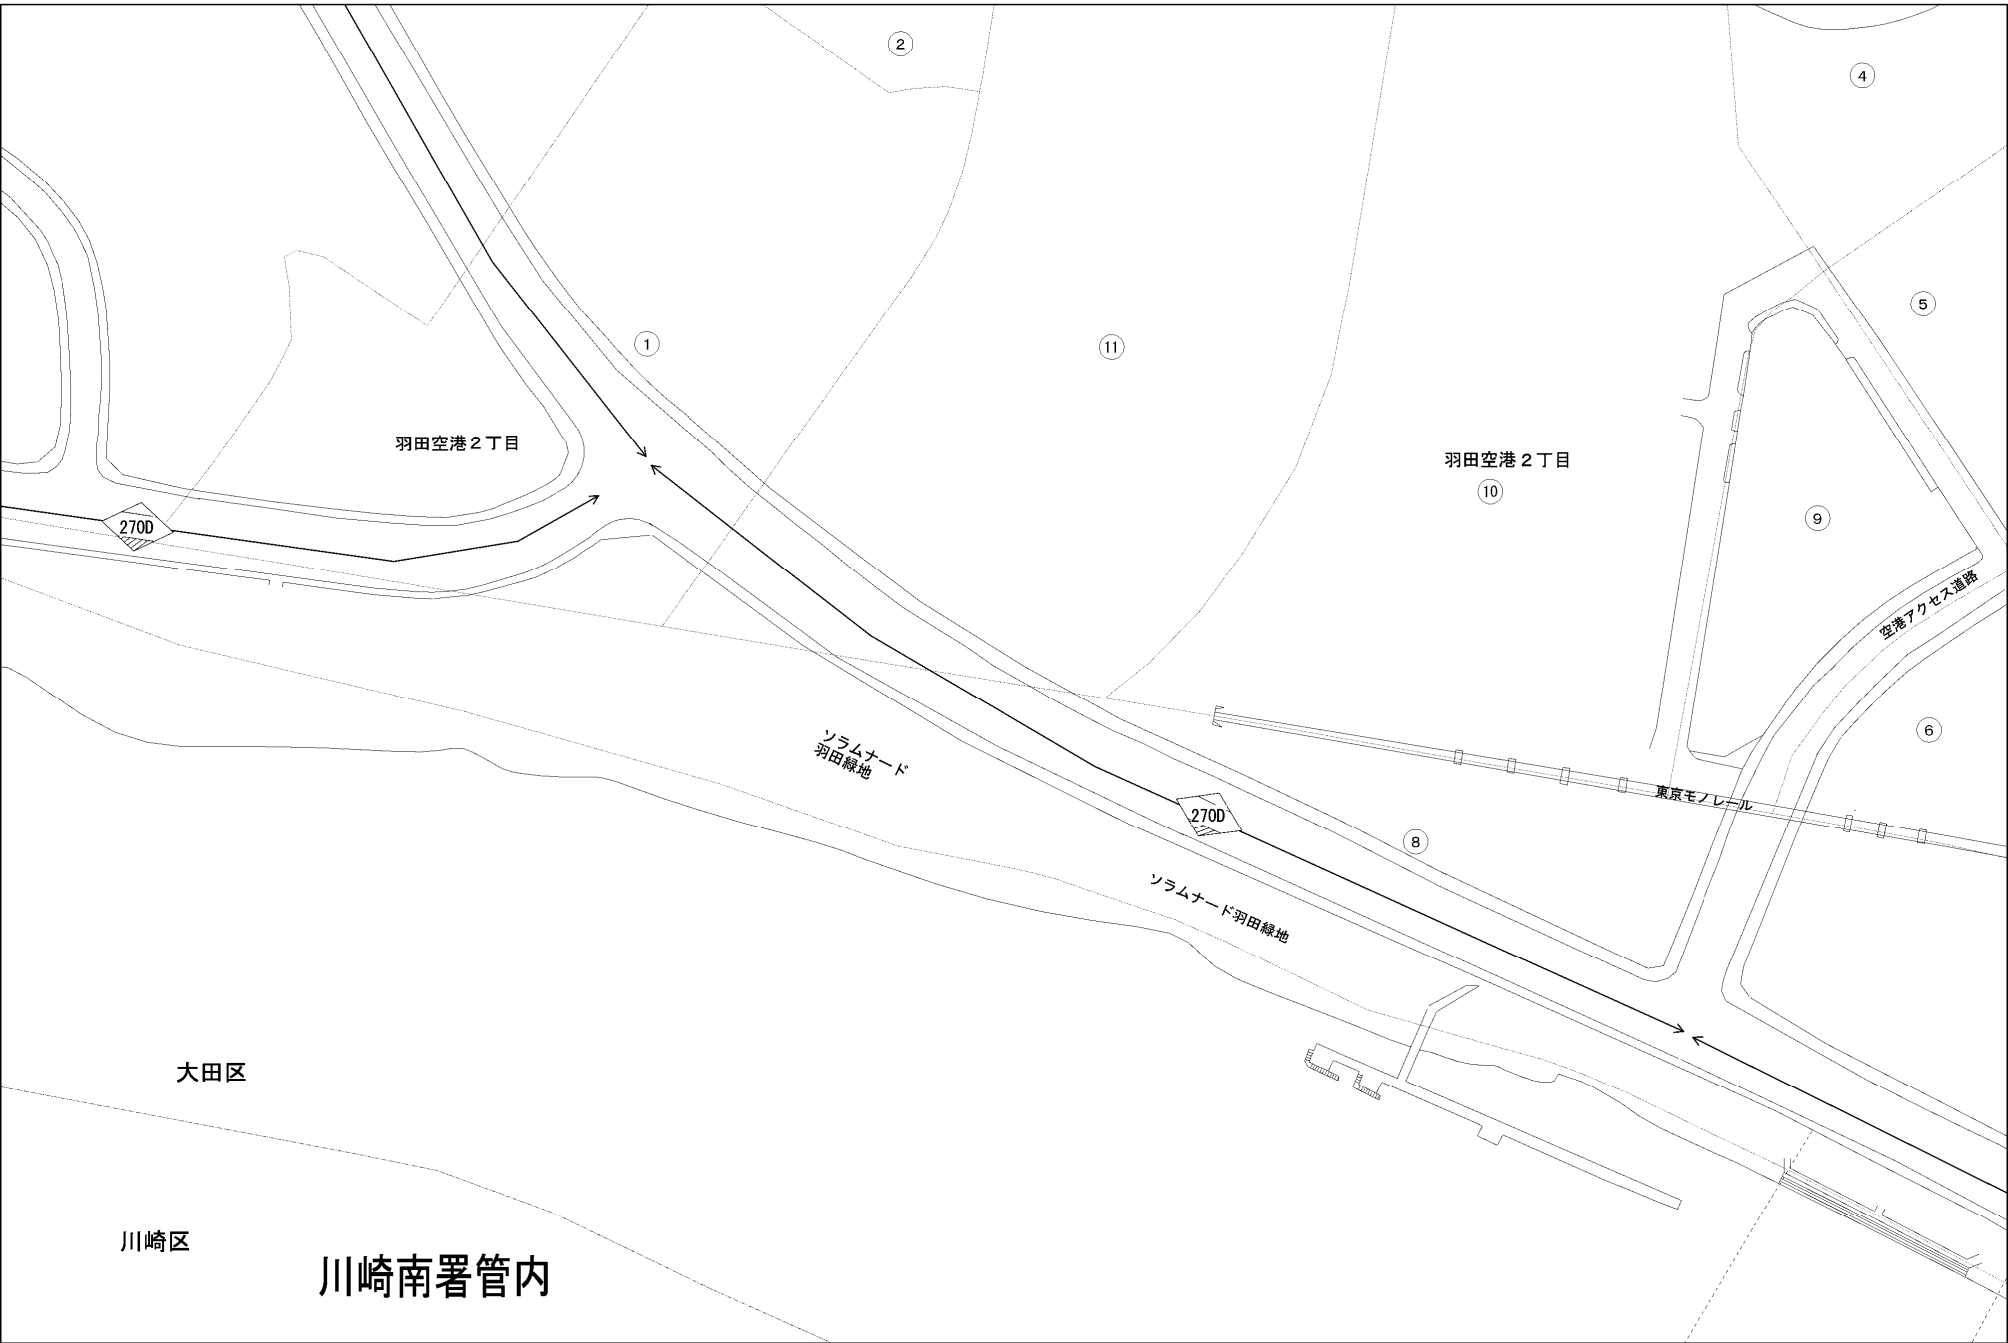 ②
④
⑤
①
⑪
羽田空港２丁目
羽田空港２丁目
⑩
⑨
270D
空港アクセス道路
⑥
ソラムナード
羽田緑地
東京モノレール
270D
⑧
ソラムナード羽田緑地
大田区
川崎区
川崎南署管内